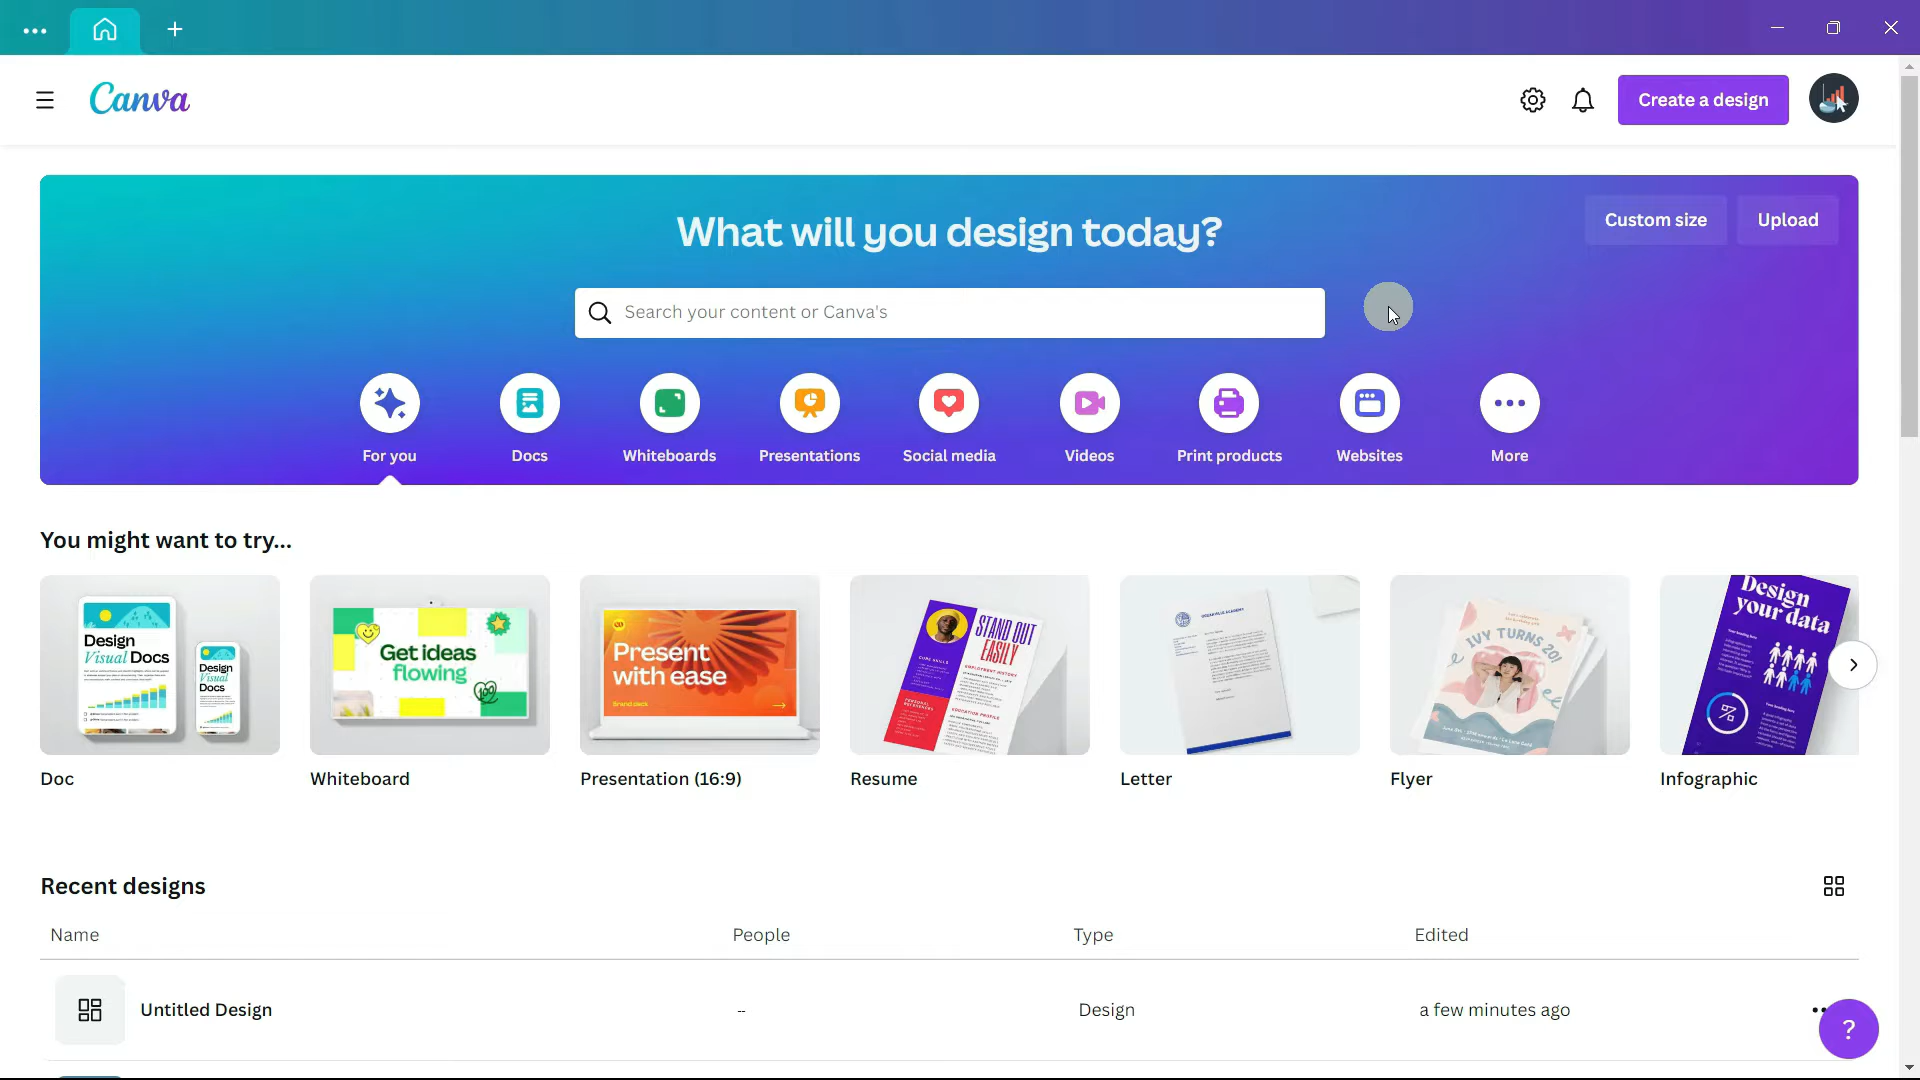 Canva
Create a design
What will you design today?
Custom size
Upload
Search your content or Canva's
For you
Docs
Whiteboards
Presentations
Social media
Videos
Print products
Websites
More
You might want to try...
Design
Visual Docs
Design
Visual
Docs
Get ideas
flowing
100
Present
with ease
STAND OUT
EASILY
IVY TURNS 20!
Design
your data
%
Doc
Whiteboard
Presentation (16:9)
Resume
Letter
Flyer
Infographic
Recent designs
Name
People
Type
Edited
Untitled Design
--
Design
a few minutes ago
?